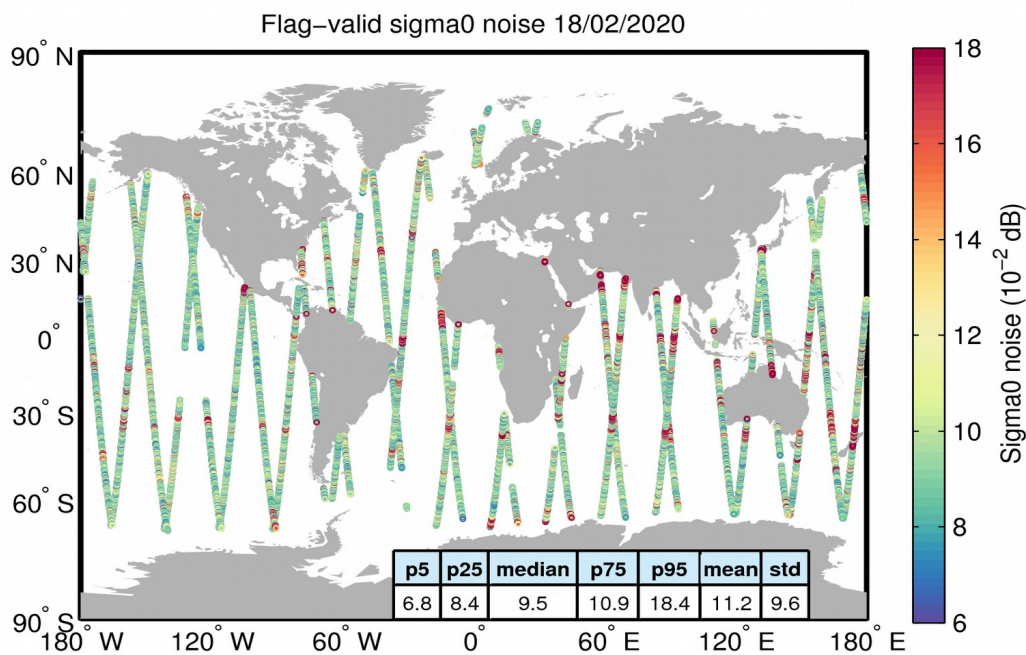 Flag−valid sigma0 noise 18/02/2020
90° N
60° N
30° N
0°
30° S
60° S
90° S
180° W
120° W
60° W
0°
60° E
120° E
180° E
p5 p25 median p75 p95 mean std
6.8 8.4 9.5 10.9 18.4 11.2 9.6
18
16
14
12
10
8
6
Sigma0 noise (10⁻² dB)